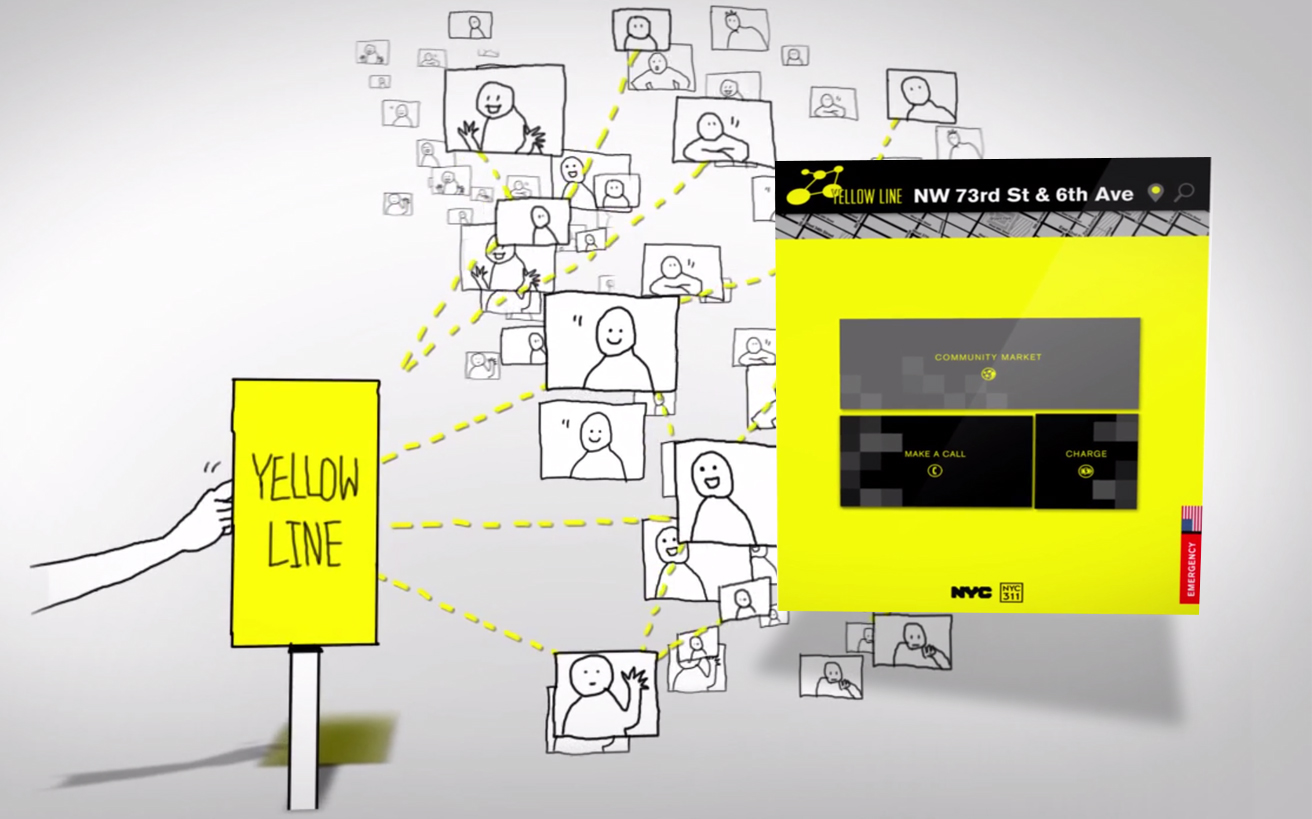 YELLOW
LINE
YELLOW LINE NW 73rd St & 6th Ave
COMMUNITY MARKET
MAKE A CALL
CHARGE
EMERGENCY
NYC
NYC
311